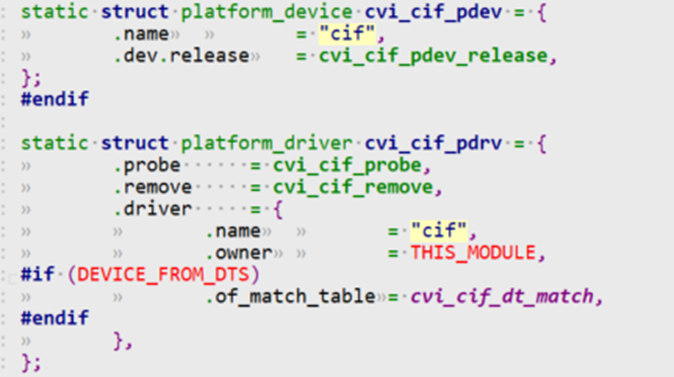 static struct platform_device cvi_cif_pdev = {
	.name		= "cif",
	.dev.release	= cvi_cif_pdev_release,
};
#endif

static struct platform_driver cvi_cif_pdrv = {
	.probe      = cvi_cif_probe,
	.remove     = cvi_cif_remove,
	.driver     = {
		.name		= "cif",
		.owner		= THIS_MODULE,
#if (DEVICE_FROM_DTS)
		.of_match_table	= cvi_cif_dt_match,
#endif
	},
};